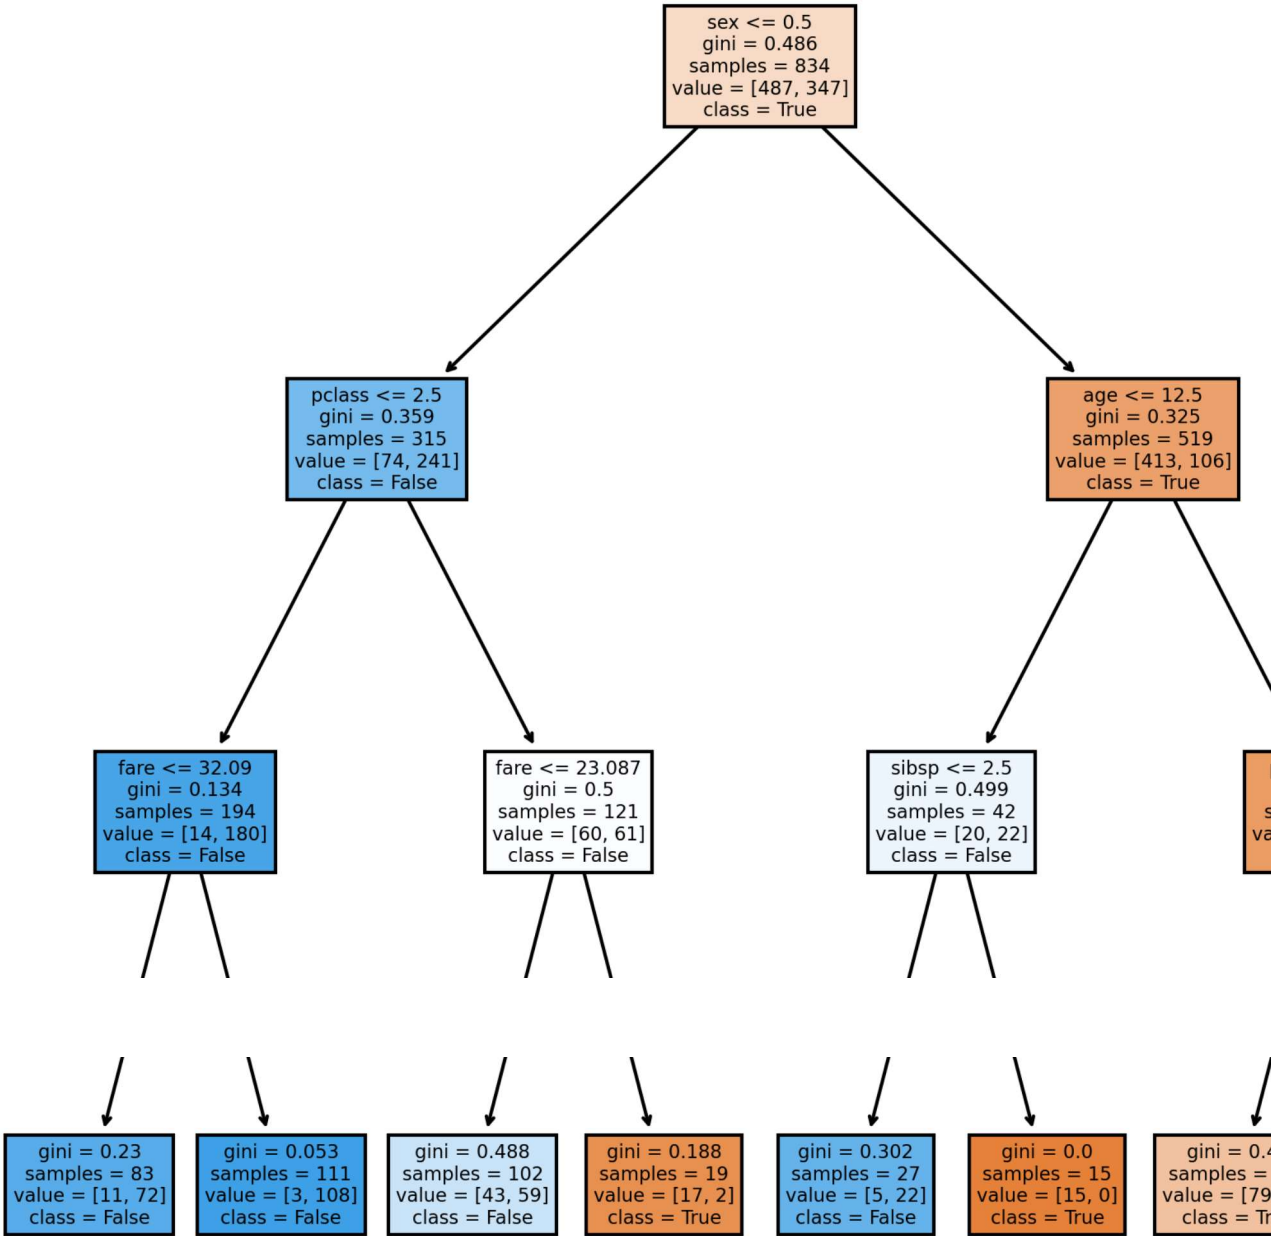 sex <= 0.5
gini = 0.486
samples = 834
value = [487, 347]
class = True
pclass <= 2.5
gini = 0.359
samples = 315
value = [74, 241]
class = False
age <= 12.5
gini = 0.325
samples = 519
value = [413, 106]
class = True
fare <= 32.09
gini = 0.134
samples = 194
value = [14, 180]
class = False
fare <= 23.087
gini = 0.5
samples = 121
value = [60, 61]
class = False
sibsp <= 2.5
gini = 0.499
samples = 42
value = [20, 22]
class = False
gini = 0.23
samples = 83
value = [11, 72]
class = False
gini = 0.053
samples = 111
value = [3, 108]
class = False
gini = 0.488
samples = 102
value = [43, 59]
class = False
gini = 0.188
samples = 19
value = [17, 2]
class = True
gini = 0.302
samples = 27
value = [5, 22]
class = False
gini = 0.0
samples = 15
value = [15, 0]
class = True
gini = 0.4
samples =
value = [79
class =